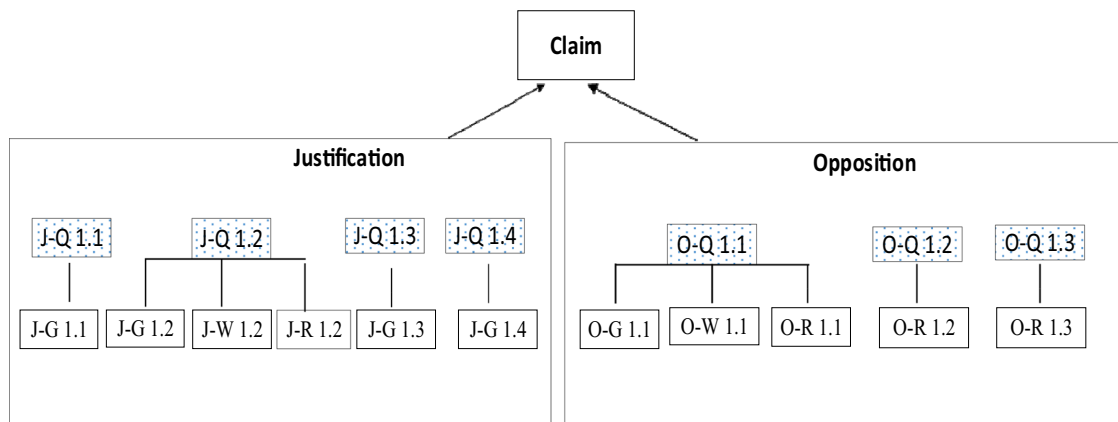 Claim
Justification
Opposition
J-Q 1.1
J-Q 1.2
J-Q 1.3
J-Q 1.4
O-Q 1.1
O-Q 1.2
O-Q 1.3
J-G 1.1
J-G 1.2
J-W 1.2
J-R 1.2
J-G 1.3
J-G 1.4
O-G 1.1
O-W 1.1
O-R 1.1
O-R 1.2
O-R 1.3